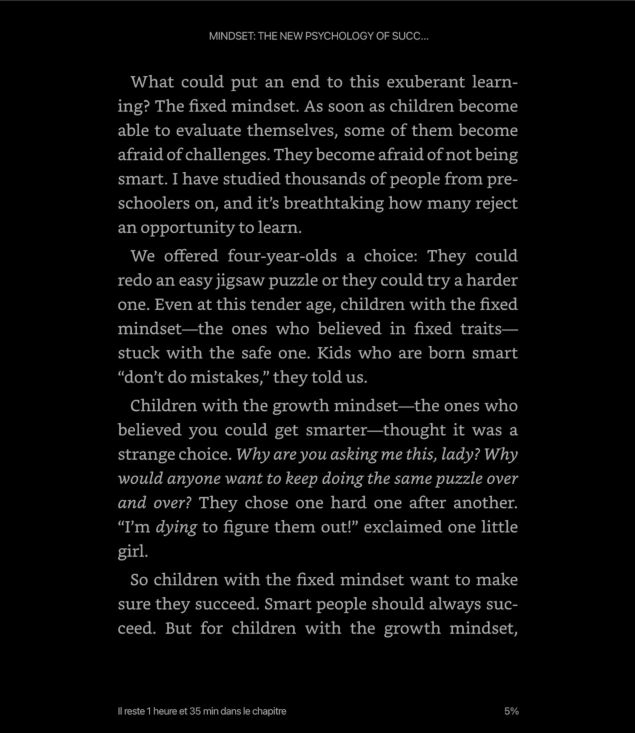 MINDSET: THE NEW PSYCHOLOGY OF SUCC...
What could put an end to this exuberant learn-
ing? The fixed mindset. As soon as children become
able to evaluate themselves, some of them become
afraid of challenges. They become afraid of not being
smart. I have studied thousands of people from pre-
schoolers on, and it's breathtaking how many reject
an opportunity to learn.
We offered four-year-olds a choice: They could
redo an easy jigsaw puzzle or they could try a harder
one. Even at this tender age, children with the fixed
mindset—the ones who believed in fixed traits—
stuck with the safe one. Kids who are born smart
“don't do mistakes,” they told us.
Children with the growth mindset—the ones who
believed you could get smarter—thought it was a
strange choice. Why are you asking me this, lady? Why
would anyone want to keep doing the same puzzle over
and over? They chose one hard one after another.
“I'm dying to figure them out!” exclaimed one little
girl.
So children with the fixed mindset want to make
sure they succeed. Smart people should always suc-
ceed. But for children with the growth mindset,
Il reste 1 heure et 35 min dans le chapitre
5%